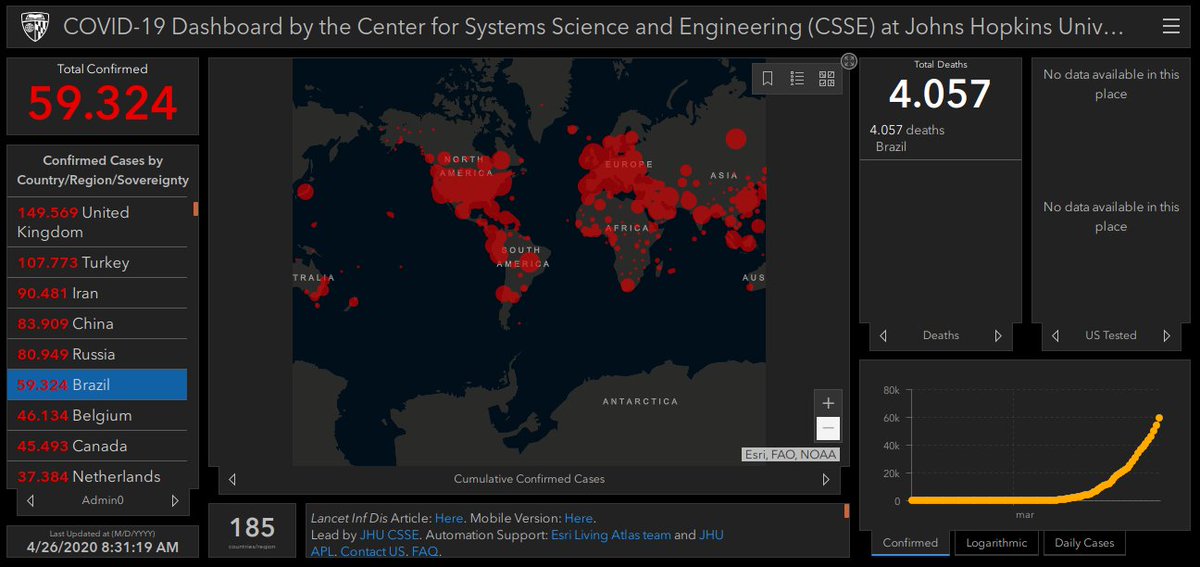 COVID-19 Dashboard by the Center for Systems Science and Engineering (CSSE) at Johns Hopkins Univ…
Total Confirmed
59.324
Confirmed Cases by
Country/Region/Sovereignty
149.569 United
Kingdom
107.773 Turkey
90.481 Iran
83.909 China
80.949 Russia
59.324 Brazil
46.134 Belgium
45.493 Canada
37.384 Netherlands
Admin0
Last Updated at (M/D/YYYY)
4/26/2020 8:31:19 AM
NORTH
AMERICA
EUROPE
ASIA
AFRICA
SOUTH
AMERICA
TRALIA
AUS
ANTARCTICA
+
−
Esri, FAO, NOAA
Cumulative Confirmed Cases
185
countries/region
Lancet Inf Dis Article: Here. Mobile Version: Here.
Lead by JHU CSSE. Automation Support: Esri Living Atlas team and JHU
APL. Contact US. FAQ.
Total Deaths
4.057
4.057 deaths
Brazil
Deaths
No data available in this
place
No data available in this
place
US Tested
80k
60k
40k
20k
0
mar
Confirmed
Logarithmic
Daily Cases